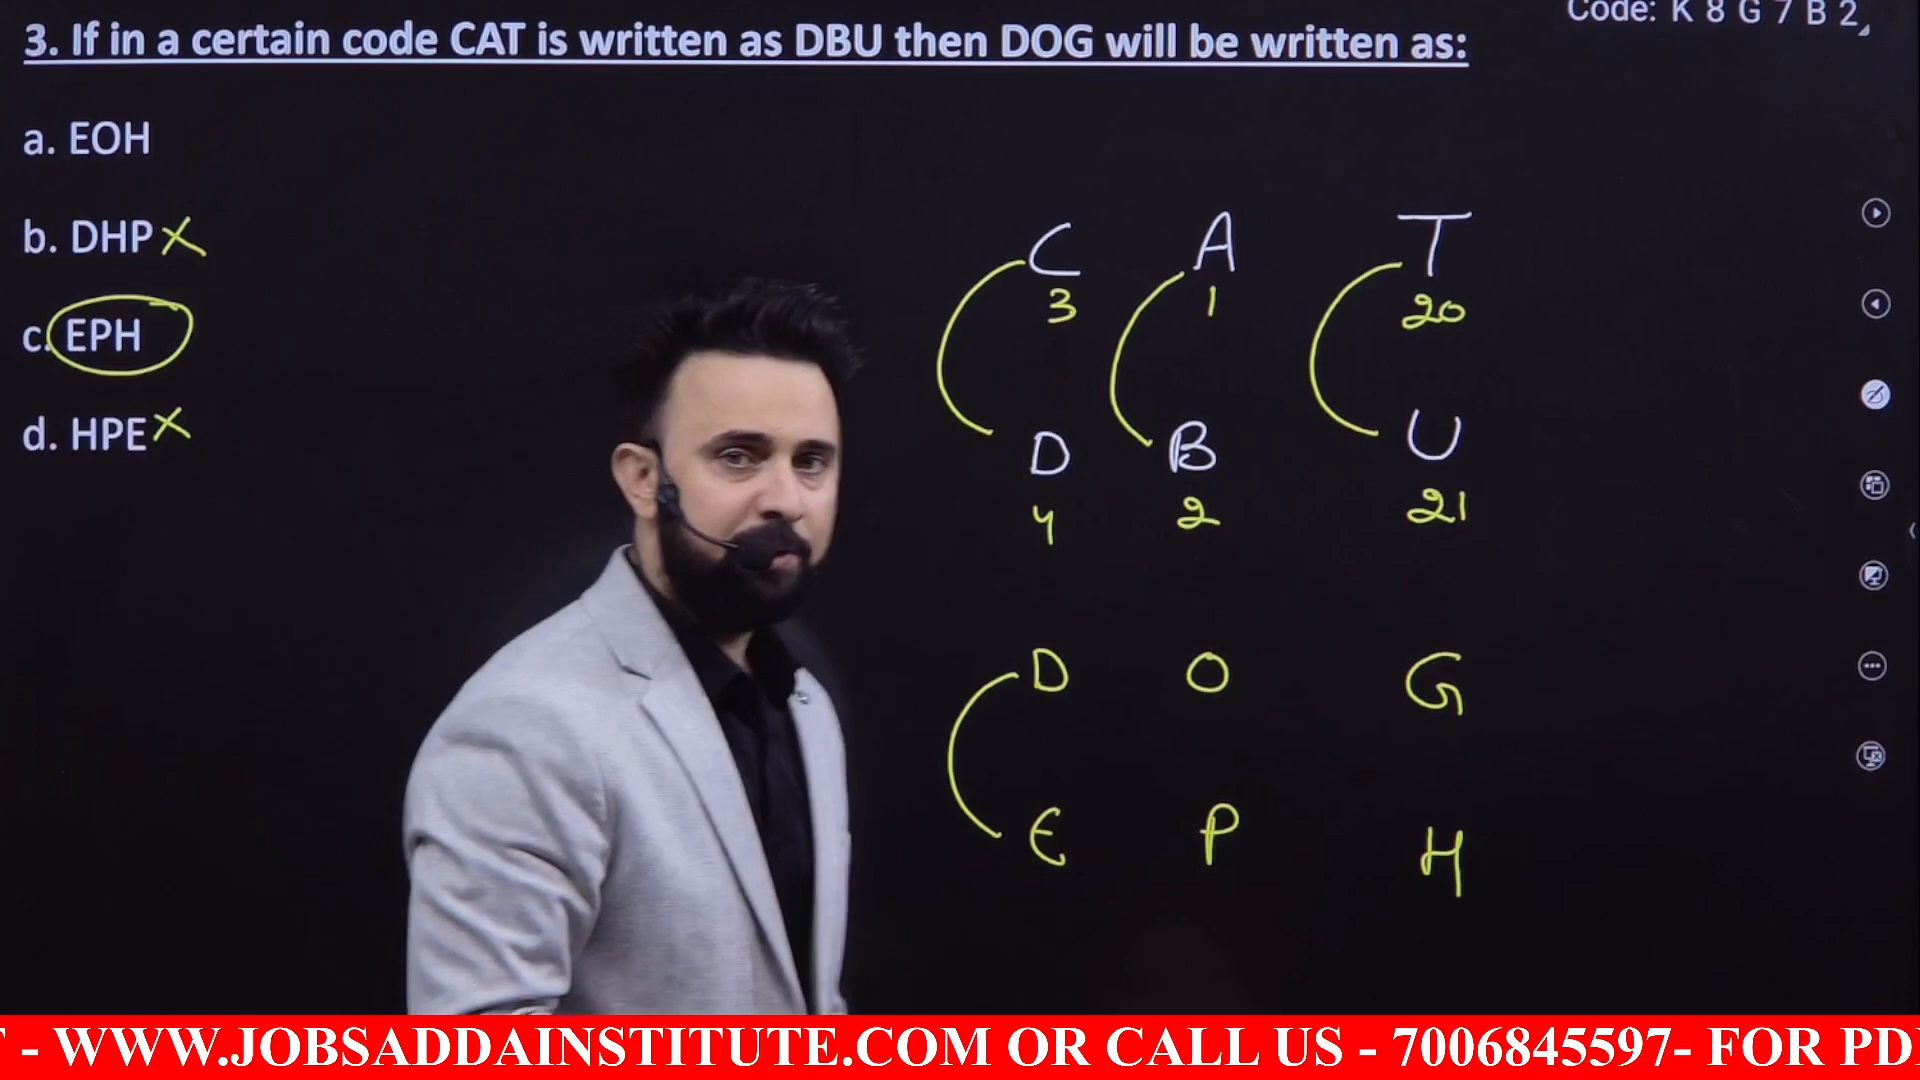 Code: K 8 G 7 B 2
3. If in a certain code CAT is written as DBU then DOG will be written as:
a. EOH
b. DHP X
c. EPH
d. HPE X
C A T
3 1 20
D B U
4 2 21
D O G
E P H
- WWW.JOBSADDAINSTITUTE.COM OR CALL US - 7006845597- FOR PD